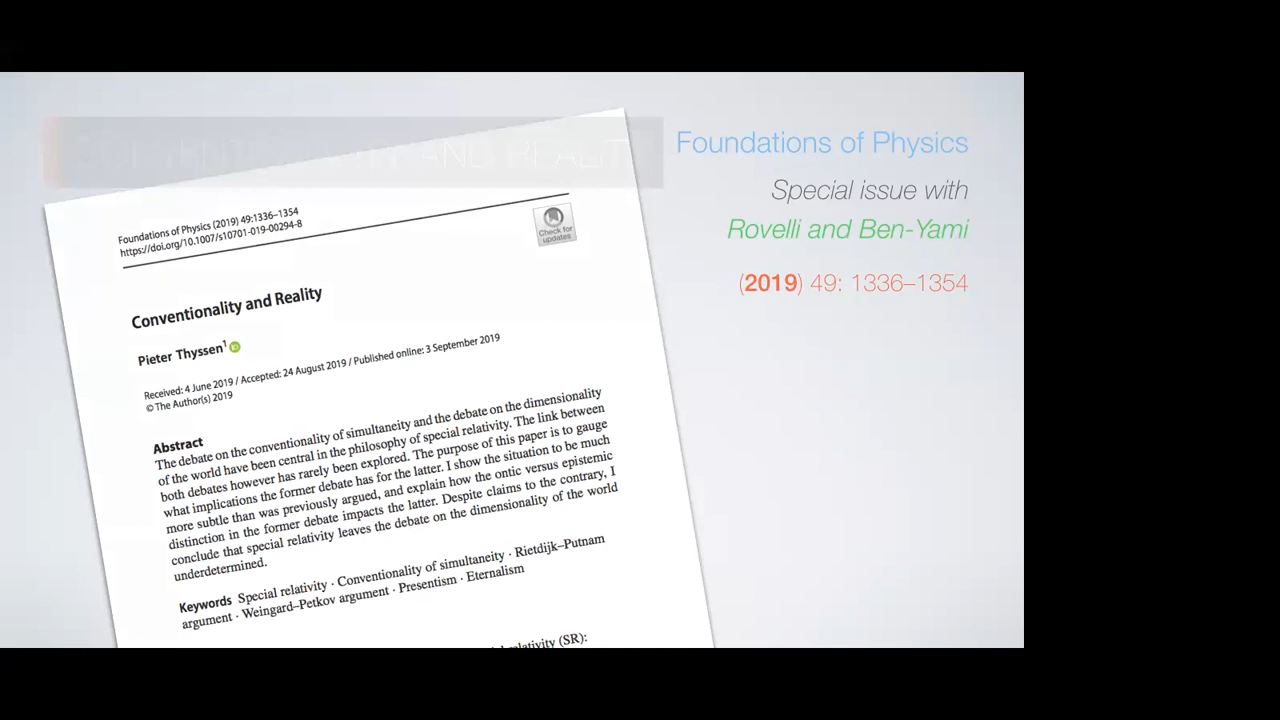 Foundations of Physics
Special issue with
Rovelli and Ben-Yami
(2019) 49: 1336–1354
Foundations of Physics (2019) 49:1336–1354
https://doi.org/10.1007/s10701-019-00294-8
Check for
updates
Conventionality and Reality
Pieter Thyssen1
iD
Received: 4 June 2019 / Accepted: 24 August 2019 / Published online: 3 September 2019
© The Author(s) 2019
Abstract
The debate on the conventionality of simultaneity and the debate on the dimensionality
of the world have been central in the philosophy of special relativity. The link between
both debates however has rarely been explored. The purpose of this paper is to gauge
what implications the former debate has for the latter. I show the situation to be much
more subtle than was previously argued, and explain how the ontic versus epistemic
distinction in the former debate impacts the latter. Despite claims to the contrary, I
conclude that special relativity leaves the debate on the dimensionality of the world
underdetermined.
Keywords Special relativity · Conventionality of simultaneity · Rietdijk–Putnam
argument · Weingard–Petkov argument · Presentism · Eternalism
relativity (SR):